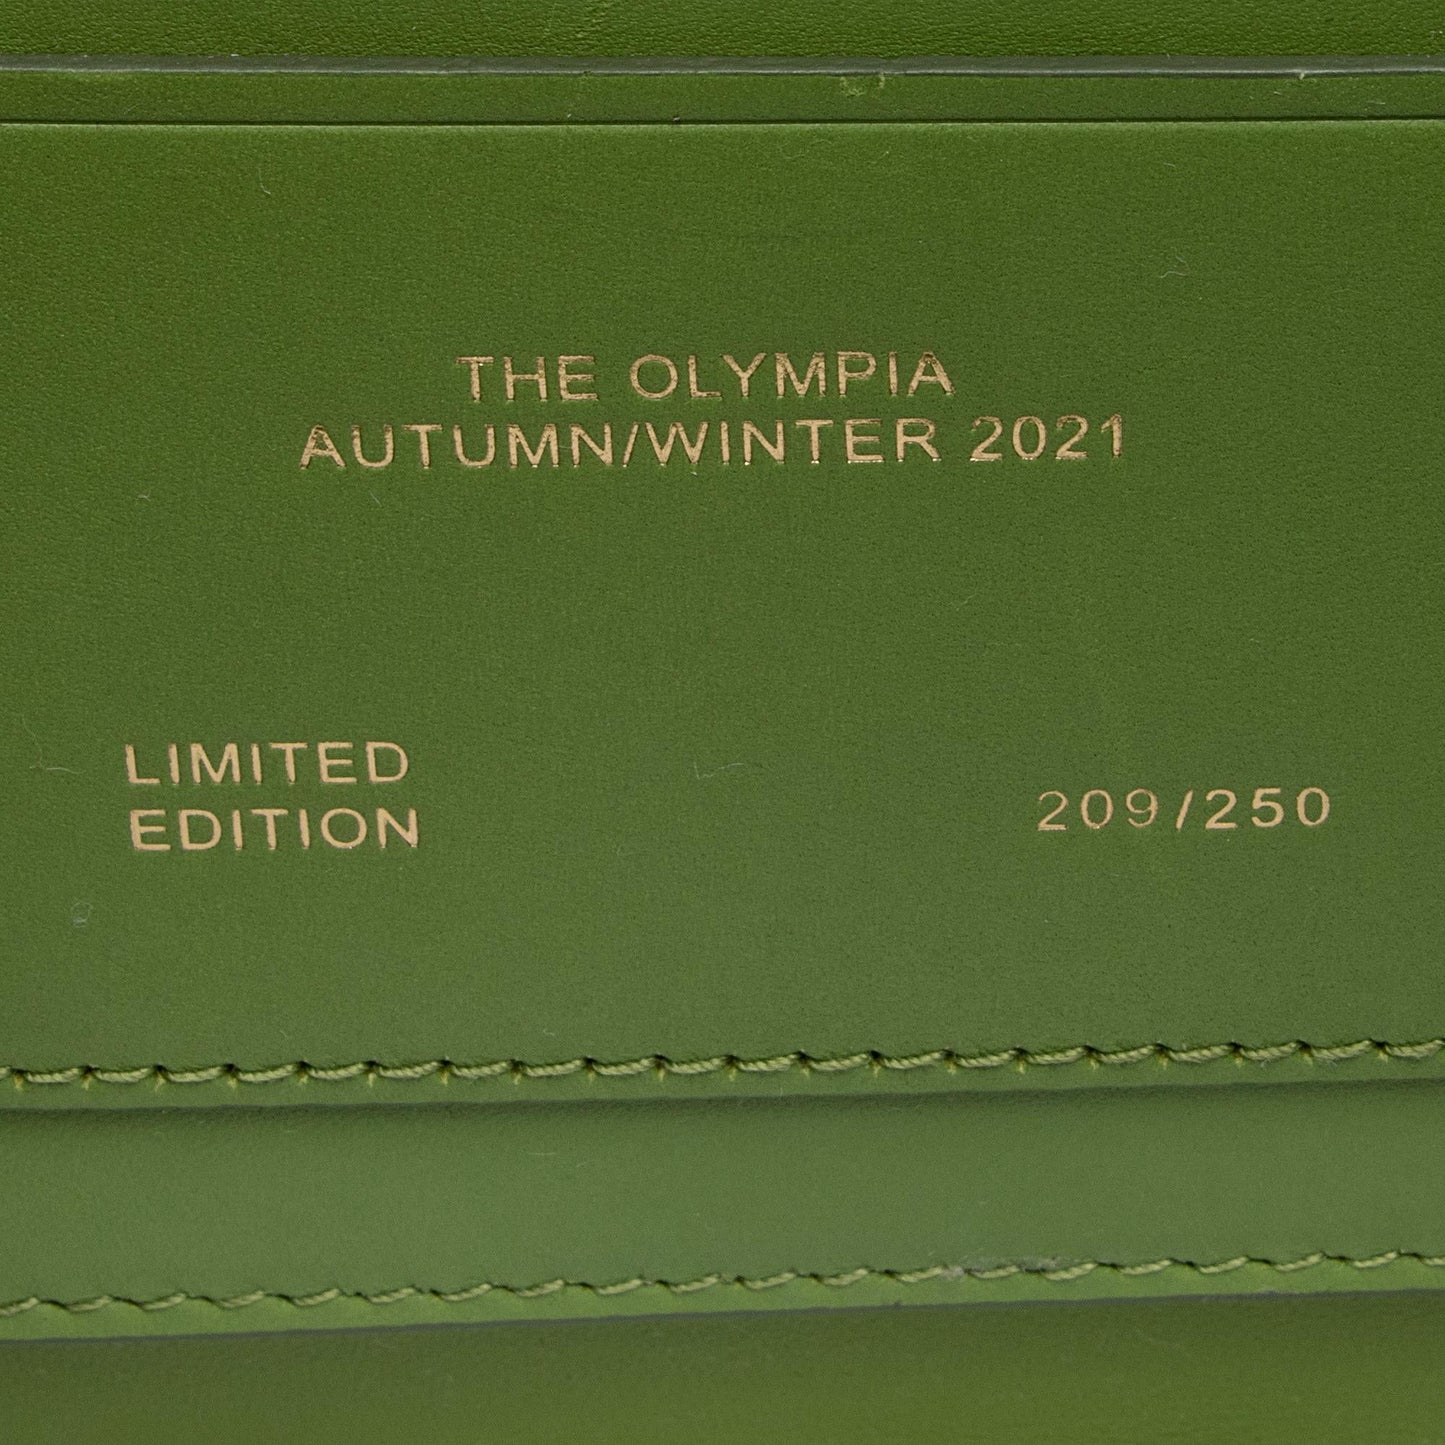 THE OLYMPIA
AUTUMN/WINTER 2021
LIMITED
EDITION
209/250